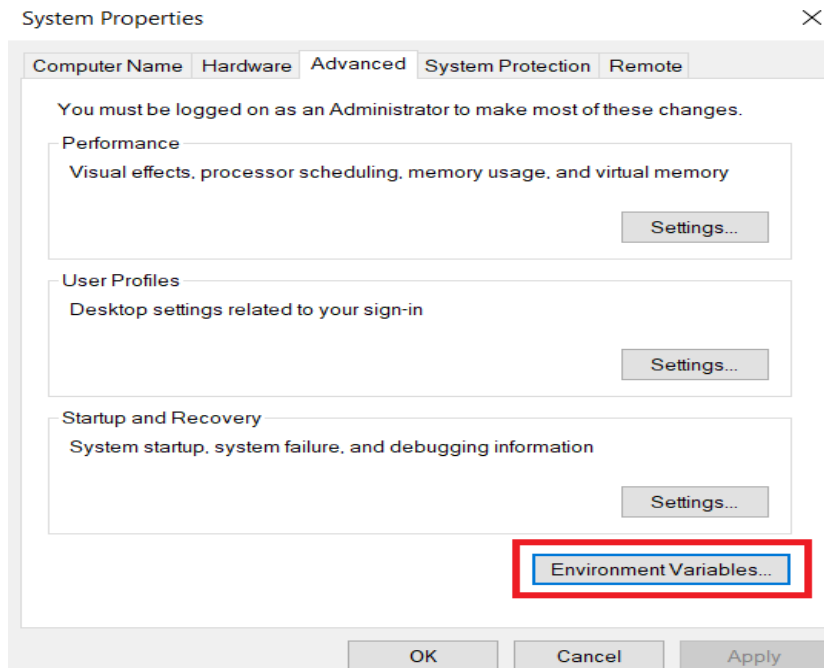 System Properties
Computer Name Hardware Advanced System Protection Remote
You must be logged on as an Administrator to make most of these changes.
Performance
Visual effects, processor scheduling, memory usage, and virtual memory
Settings...
User Profiles
Desktop settings related to your sign-in
Settings...
Startup and Recovery
System startup, system failure, and debugging information
Settings...
Environment Variables...
OK Cancel Apply